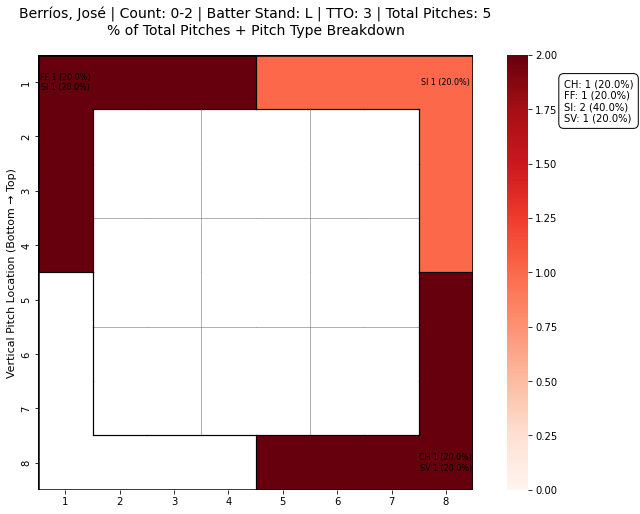 Berríos, José | Count: 0-2 | Batter Stand: L | TTO: 3 | Total Pitches: 5
% of Total Pitches + Pitch Type Breakdown
FF 1 (20.0%)
SI 1 (20.0%)
SI 1 (20.0%)
CH 1 (20.0%)
SV 1 (20.0%)
Vertical Pitch Location (Bottom → Top)
1
2
3
4
5
6
7
8
1 2 3 4 5 6 7 8
2.00
1.75
1.50
1.25
1.00
0.75
0.50
0.25
0.00
CH: 1 (20.0%)
FF: 1 (20.0%)
SI: 2 (40.0%)
SV: 1 (20.0%)